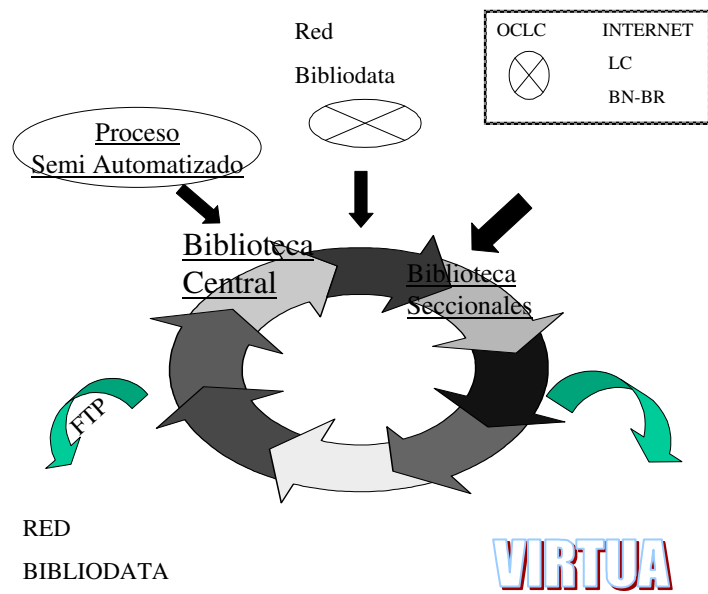 Red
Bibliodata
OCLC INTERNET
LC
BN-BR
Proceso
Semi Automatizado
Biblioteca
Central
Biblioteca
Seccionales
FTP
RED
BIBLIODATA
VIRTUA